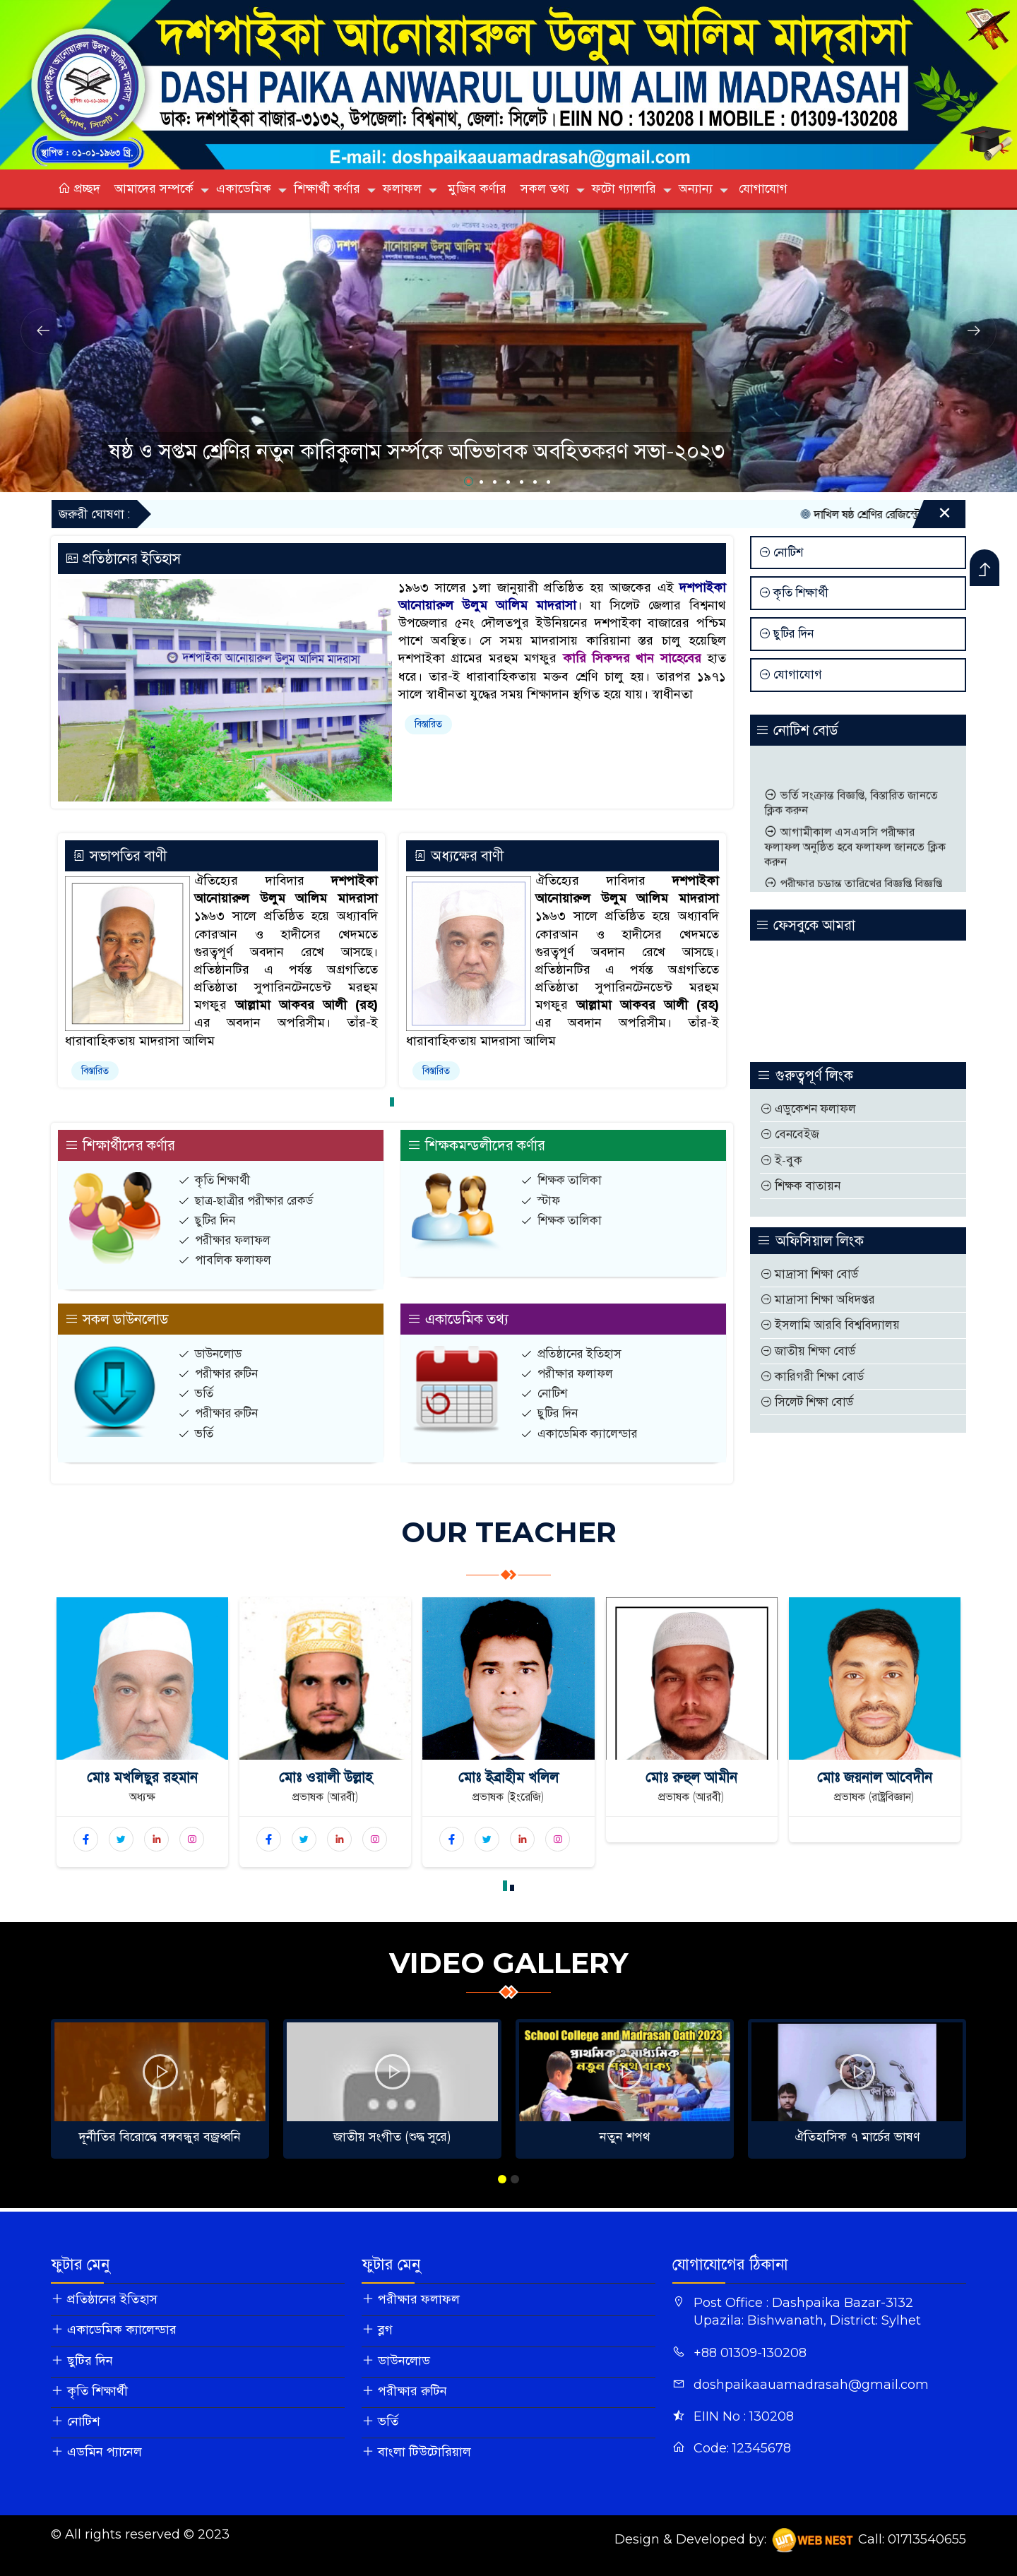 দশপাইকা আনোয়ারুল উলুম আলিম মাদ্রাসা
DASH PAIKA ANWARUL ULUM ALIM MADRASAH
ডাক: দশপাইকা বাজার-৩১৩২, উপজেলা: বিশ্বনাথ, জেলা: সিলেট। EIIN NO : 130208 I MOBILE : 01309-130208
স্থাপিত : ০১-০১-১৯৬৩ খ্রি.
E-mail: doshpaikaauamadrasah@gmail.com
প্রচ্ছদ আমাদের সম্পর্কে একাডেমিক শিক্ষার্থী কর্ণার ফলাফল মুজিব কর্ণার সকল তথ্য ফটো গ্যালারি অন্যান্য যোগাযোগ
ষষ্ঠ ও সপ্তম শ্রেণির নতুন কারিকুলাম সর্ম্পকে অভিভাবক অবহিতকরণ সভা-২০২৩
জরুরী ঘোষণা :
দাখিল ষষ্ঠ শ্রেণির
প্রতিষ্ঠানের ইতিহাস
দশপাইকা আনোয়ারুল উলুম আলিম মাদরাসা
১৯৬৩ সালের ১লা জানুয়ারী প্রতিষ্ঠিত হয় আজকের এই দশপাইকা
আনোয়ারুল উলুম আলিম মাদরাসা। যা সিলেট জেলার বিশ্বনাথ
উপজেলার ৫নং দৌলতপুর ইউনিয়নের দশপাইকা বাজারের পশ্চিম
পাশে অবস্থিত। সে সময় মাদরাসায় কারিয়ানা স্তর চালু হয়েছিল
দশপাইকা গ্রামের মরহুম মগফুর কারি সিকন্দর খান সাহেবের হাত
ধরে। তার-ই ধারাবাহিকতায় মক্তব শ্রেণি চালু হয়। তারপর ১৯৭১
সালে স্বাধীনতা যুদ্ধের সময় শিক্ষাদান স্থগিত হয়ে যায়। স্বাধীনতা
বিস্তারিত
নোটিশ
কৃতি শিক্ষার্থী
ছুটির দিন
যোগাযোগ
নোটিশ বোর্ড
ভর্তি সংক্রান্ত বিজ্ঞপ্তি, বিস্তারিত জানতে
ক্লিক করুন
আগামীকাল এসএসসি পরীক্ষার
ফলাফল অনুষ্ঠিত হবে ফলাফল জানতে ক্লিক
করুন
পরীক্ষার চূড়ান্ত তারিখের বিজ্ঞপ্তি বিজ্ঞপ্তি
সভাপতির বাণী
ঐতিহ্যের দাবিদার দশপাইকা
আনোয়ারুল উলুম আলিম মাদরাসা
১৯৬৩ সালে প্রতিষ্ঠিত হয়ে অধ্যাবদি
কোরআন ও হাদীসের খেদমতে
গুরত্বপূর্ণ অবদান রেখে আসছে।
প্রতিষ্ঠানটির এ পর্যন্ত অগ্রগতিতে
প্রতিষ্ঠাতা সুপারিনটেনডেন্ট মরহুম
মগফুর আল্লামা আকবর আলী (রহ)
এর অবদান অপরিসীম। তাঁর-ই
ধারাবাহিকতায় মাদরাসা আলিম
বিস্তারিত
অধ্যক্ষের বাণী
ঐতিহ্যের দাবিদার দশপাইকা
আনোয়ারুল উলুম আলিম মাদরাসা
১৯৬৩ সালে প্রতিষ্ঠিত হয়ে অধ্যাবদি
কোরআন ও হাদীসের খেদমতে
গুরত্বপূর্ণ অবদান রেখে আসছে।
প্রতিষ্ঠানটির এ পর্যন্ত অগ্রগতিতে
প্রতিষ্ঠাতা সুপারিনটেনডেন্ট মরহুম
মগফুর আল্লামা আকবর আলী (রহ)
এর অবদান অপরিসীম। তাঁর-ই
ধারাবাহিকতায় মাদরাসা আলিম
বিস্তারিত
ফেসবুকে আমরা
গুরুত্বপুর্ণ লিংক
এডুকেশন ফলাফল
বেনবেইজ
ই-বুক
শিক্ষক বাতায়ন
অফিসিয়াল লিংক
মাদ্রাসা শিক্ষা বোর্ড
মাদ্রাসা শিক্ষা অধিদপ্তর
ইসলামি আরবি বিশ্ববিদ্যালয়
জাতীয় শিক্ষা বোর্ড
কারিগরী শিক্ষা বোর্ড
সিলেট শিক্ষা বোর্ড
শিক্ষার্থীদের কর্ণার
কৃতি শিক্ষার্থী
ছাত্র-ছাত্রীর পরীক্ষার রেকর্ড
ছুটির দিন
পরীক্ষার ফলাফল
পাবলিক ফলাফল
শিক্ষকমন্ডলীদের কর্ণার
শিক্ষক তালিকা
স্টাফ
শিক্ষক তালিকা
সকল ডাউনলোড
ডাউনলোড
পরীক্ষার রুটিন
ভর্তি
পরীক্ষার রুটিন
ভর্তি
একাডেমিক তথ্য
প্রতিষ্ঠানের ইতিহাস
পরীক্ষার ফলাফল
নোটিশ
ছুটির দিন
একাডেমিক ক্যালেন্ডার
OUR TEACHER
মোঃ মখলিছুর রহমান
অধ্যক্ষ
মোঃ ওয়ালী উল্লাহ
প্রভাষক (আরবী)
মোঃ ইব্রাহীম খলিল
প্রভাষক (ইংরেজি)
মোঃ রুহুল আমীন
প্রভাষক (আরবী)
মোঃ জয়নাল আবেদীন
প্রভাষক (রাষ্ট্রবিজ্ঞান)
VIDEO GALLERY
School College and Madrasah Oath 2023
প্রাথমিক ও মাধ্যমিক
নতুন শপথ বাক্য
দূর্নীতির বিরোদ্ধে বঙ্গবন্ধুর বজ্রধ্বনি
জাতীয় সংগীত (শুদ্ধ সুরে)
নতুন শপথ
ঐতিহাসিক ৭ মার্চের ভাষণ
ফুটার মেনু
প্রতিষ্ঠানের ইতিহাস
একাডেমিক ক্যালেন্ডার
ছুটির দিন
কৃতি শিক্ষার্থী
নোটিশ
এডমিন প্যানেল
ফুটার মেনু
পরীক্ষার ফলাফল
ব্লগ
ডাউনলোড
পরীক্ষার রুটিন
ভর্তি
বাংলা টিউটোরিয়াল
যোগাযোগের ঠিকানা
Post Office : Dashpaika Bazar-3132
Upazila: Bishwanath, District: Sylhet
+88 01309-130208
doshpaikaauamadrasah@gmail.com
EIIN No : 130208
Code: 12345678
© All rights reserved © 2023
Design & Developed by: WEB NEST Call: 01713540655